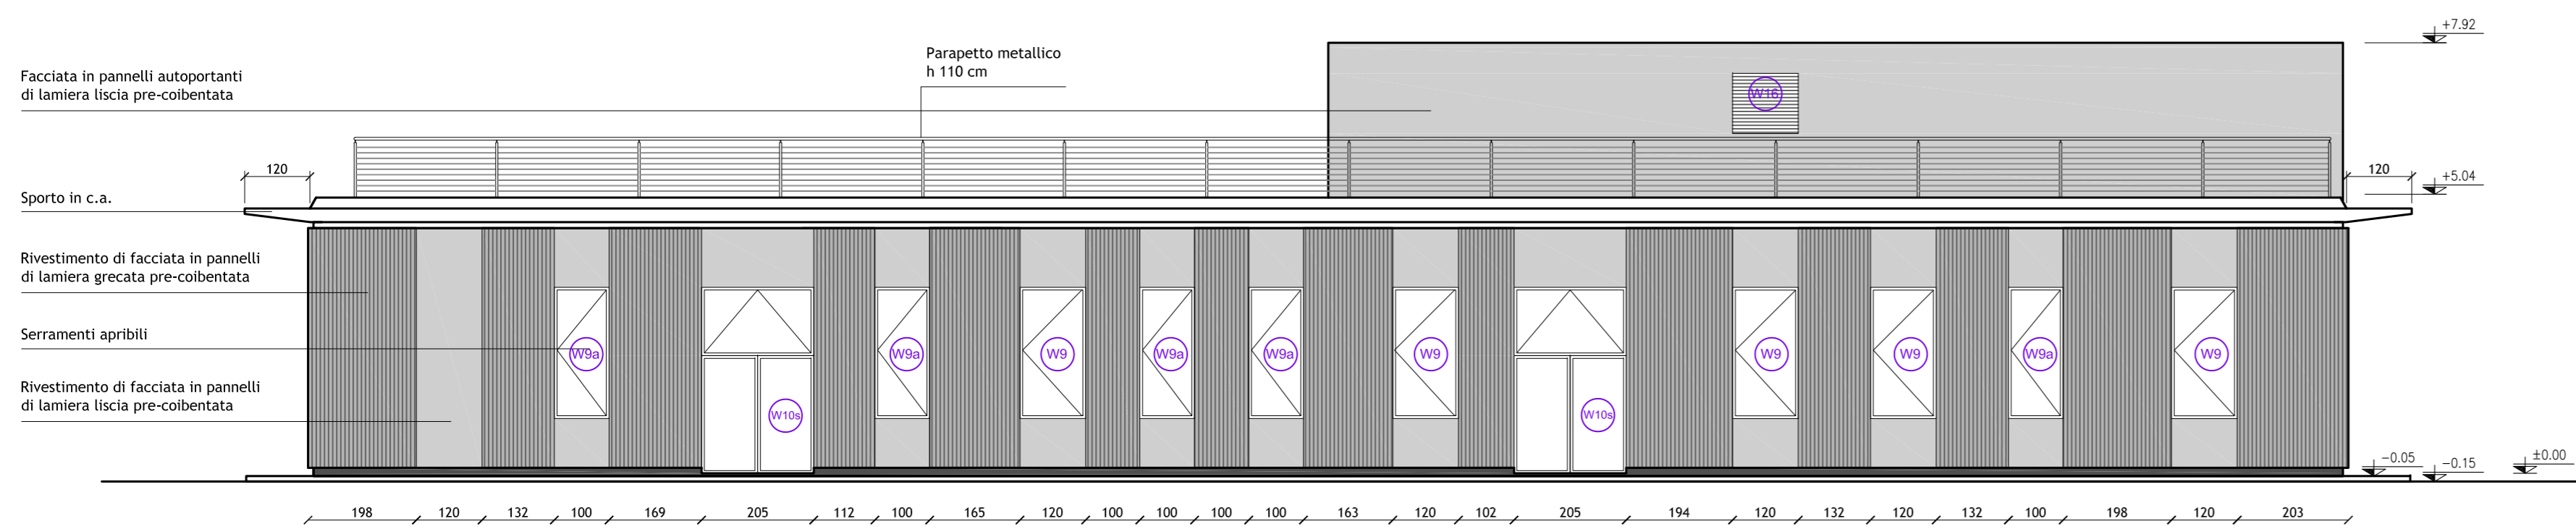 +7.92
Parapetto metallico
h 110 cm
Facciata in pannelli autoportanti
di lamiera liscia pre-coibentata
W16
120
120
+5.04
Sporto in c.a.
Rivestimento di facciata in pannelli
di lamiera grecata pre-coibentata
Serramenti apribili
W9a
W9a
W9
W9a
W9a
W9
W9
W9
W9a
W9
Rivestimento di facciata in pannelli
di lamiera liscia pre-coibentata
W10s
W10s
−0.05
−0.15
±0.00
198 120 132 100 169 205 112 100 165 120 100 100 100 100 163 120 102 205 194 120 132 120 132 100 198 120 203